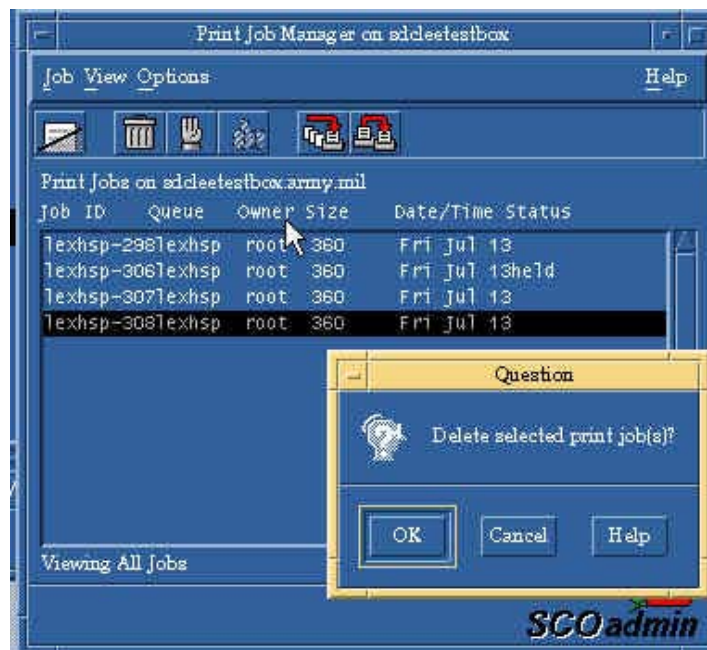 Print Job Manager on sddeetestbox
Job View Options Help
Print Jobs on sddeetestbox.army.mil
Job ID Queue Owner Size Date/Time Status
lexhsp-298lexhsp root 360 Fri Jul 13
lexhsp-306lexhsp root 360 Fri Jul 13held
lexhsp-307lexhsp root 360 Fri Jul 13
lexhsp-308lexhsp root 360 Fri Jul 13
Question
Delete selected print job(s)?
OK Cancel Help
Viewing All Jobs
SCOadmin